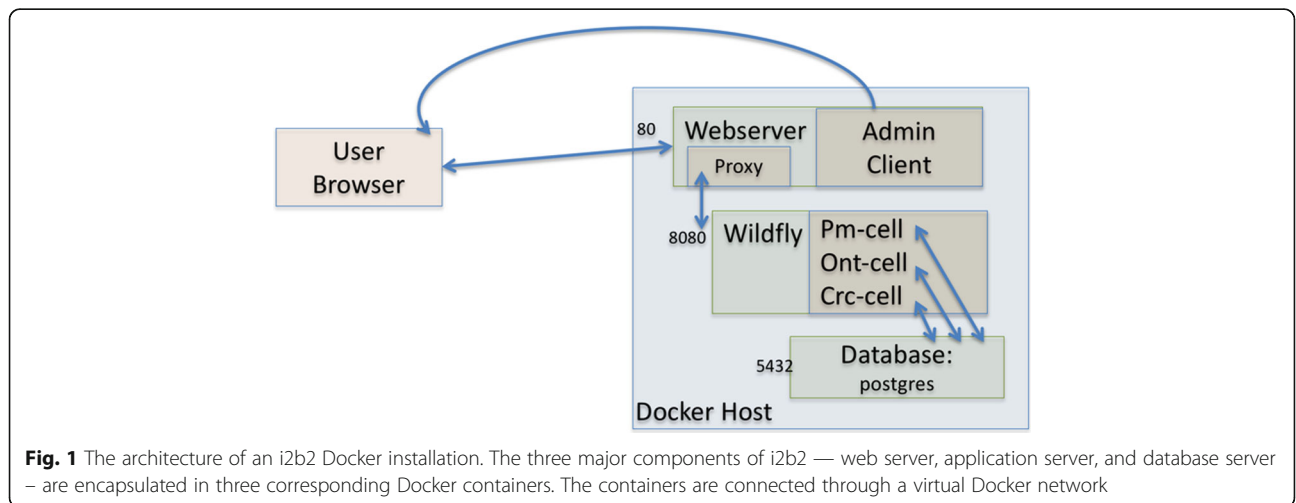 User
Browser
80
Webserver
Proxy
Admin
Client
8080
Wildfly
Pm-cell
Ont-cell
Crc-cell
5432
Database:
postgres
Docker Host
Fig. 1 The architecture of an i2b2 Docker installation. The three major components of i2b2 — web server, application server, and database server
– are encapsulated in three corresponding Docker containers. The containers are connected through a virtual Docker network